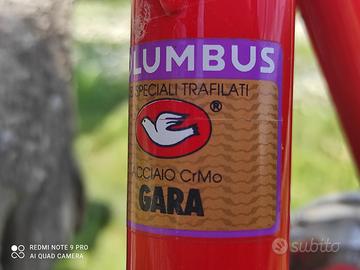 LUMBUS
SPECIALI TRAFILATI
®
ACCIAIO CrMo
GARA
REDMI NOTE 9 PRO
AI QUAD CAMERA
subito